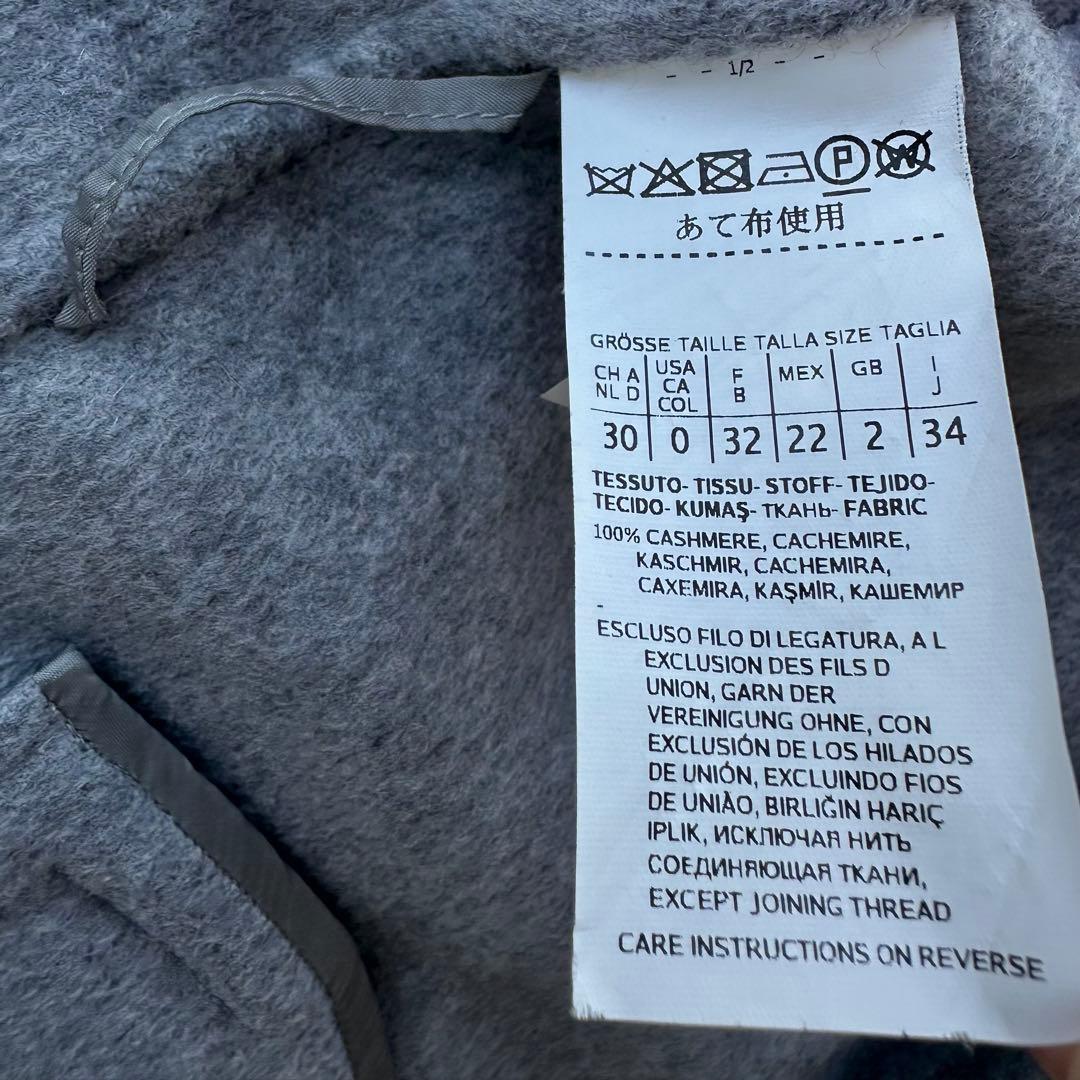 - - 1/2 - -
P W
あて布使用
GRÖSSE TAILLE TALLA SIZE TAGLIA
CH A NL D | USA CA COL | F B | MEX | GB | I J
30 | 0 | 32 | 22 | 2 | 34
TESSUTO- TISSU- STOFF- TEJIDO-
TECIDO- KUMAŞ- ТКАНЬ- FABRIC
100% CASHMERE, CACHEMIRE,
KASCHMIR, CACHEMIRA,
CAXEMIRA, KAŞMİR, КАШЕМИР
-
ESCLUSO FILO DI LEGATURA, A L
EXCLUSION DES FILS D
UNION, GARN DER
VEREINIGUNG OHNE, CON
EXCLUSIÓN DE LOS HILADOS
DE UNIÓN, EXCLUINDO FIOS
DE UNIÃO, BIRLIĞIN HARIÇ
IPLIK, ИСКЛЮЧАЯ НИТЬ
СОЕДИНЯЮЩАЯ ТКАНИ,
EXCEPT JOINING THREAD
CARE INSTRUCTIONS ON REVERSE